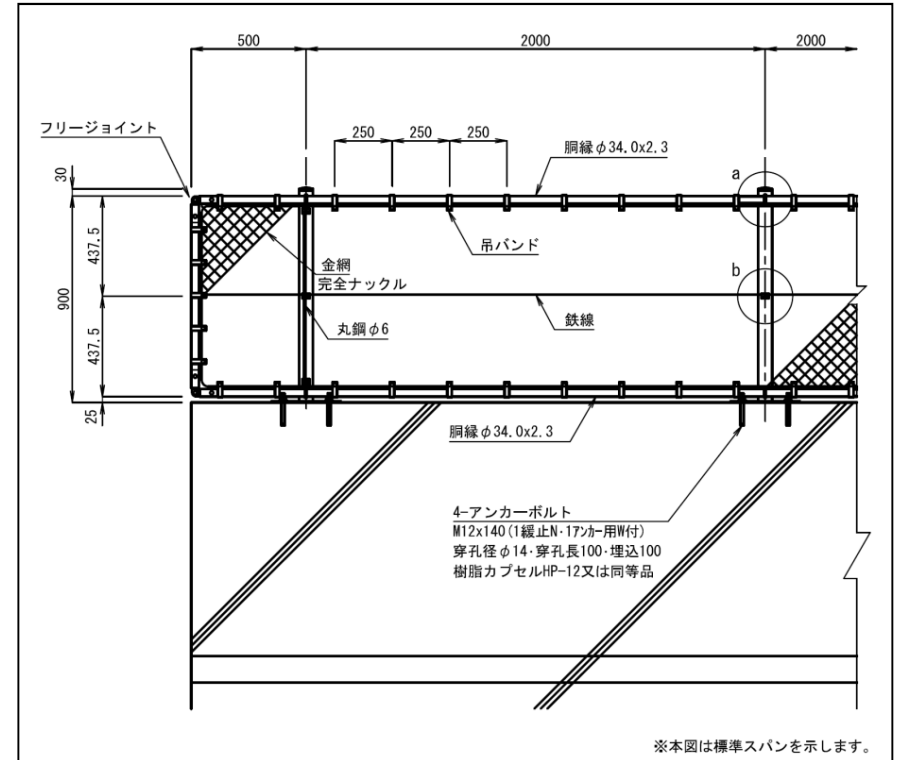 500
2000
2000
フリージョイント
250
250
250
胴縁φ34.0x2.3
30
a
437.5
吊バンド
金網
完全ナックル
b
900
丸鋼φ6
鉄線
437.5
25
胴縁φ34.0x2.3
4-アンカーボルト
M12x140(1緩止N・1アンカー用W付)
穿孔径φ14・穿孔長100・埋込100
樹脂カプセルHP-12又は同等品
※本図は標準スパンを示します。